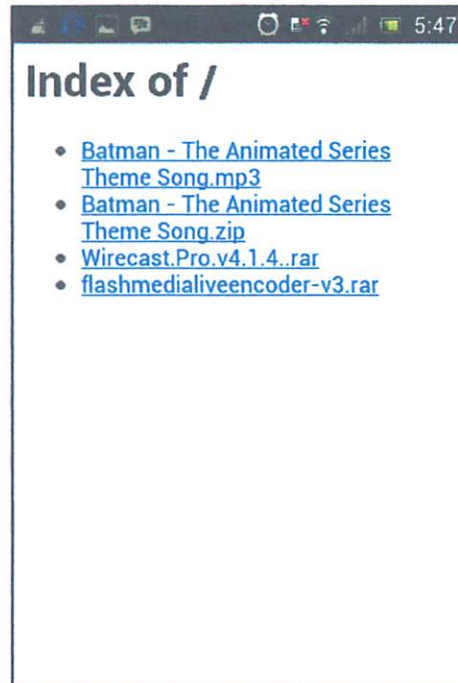 5:47
Index of /
Batman - The Animated Series
Theme Song.mp3
Batman - The Animated Series
Theme Song.zip
Wirecast.Pro.v4.1.4..rar
flashmedialiveencoder-v3.rar